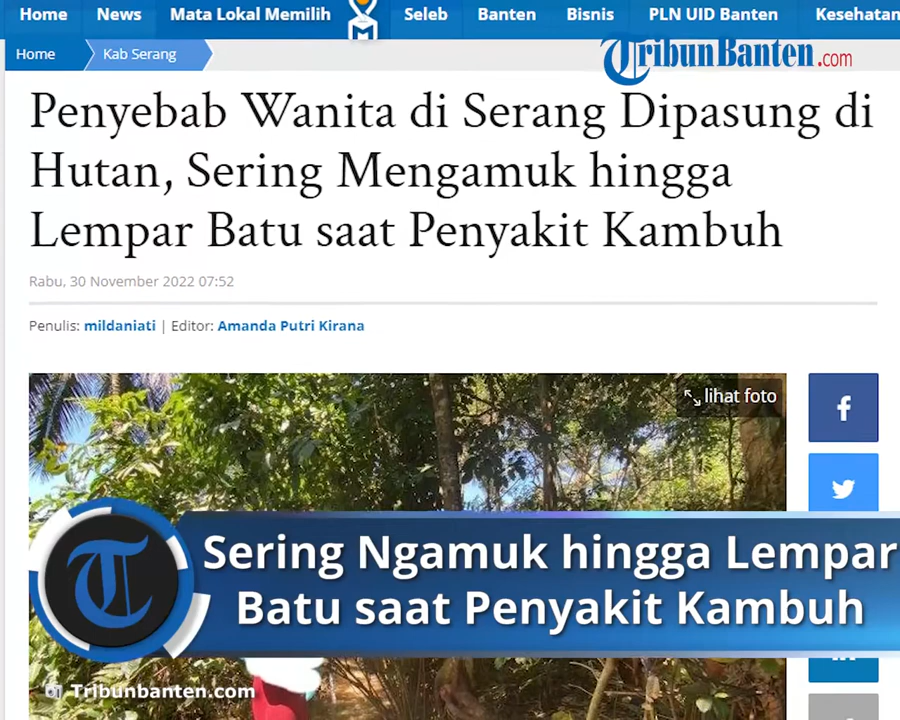 Home News Mata Lokal Memilih M Seleb Banten Bisnis PLN UID Banten Kesehatan
Home Kab Serang
TribunBanten.com
Penyebab Wanita di Serang Dipasung di
Hutan, Sering Mengamuk hingga
Lempar Batu saat Penyakit Kambuh
Rabu, 30 November 2022 07:52
Penulis: mildaniati | Editor: Amanda Putri Kirana
lihat foto
f
T
Sering Ngamuk hingga Lempar
Batu saat Penyakit Kambuh
Tribunbanten.com